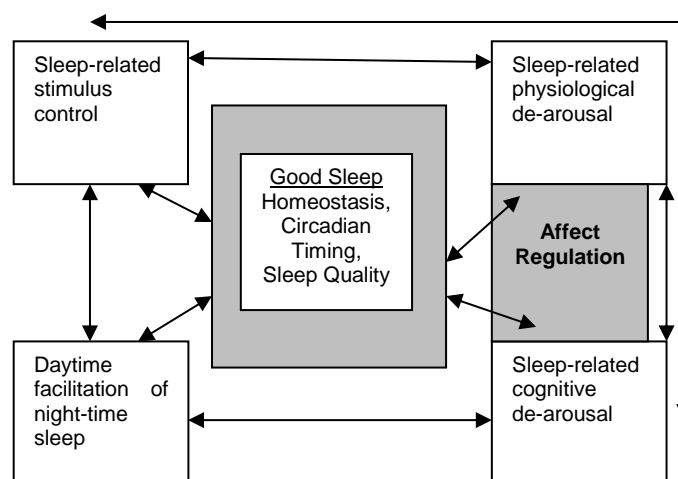 Sleep-related
stimulus
control
Sleep-related
physiological
de-arousal
Good Sleep
Homeostasis,
Circadian
Timing,
Sleep Quality
Affect
Regulation
Daytime
facilitation of
night-time
sleep
Sleep-related
cognitive
de-arousal